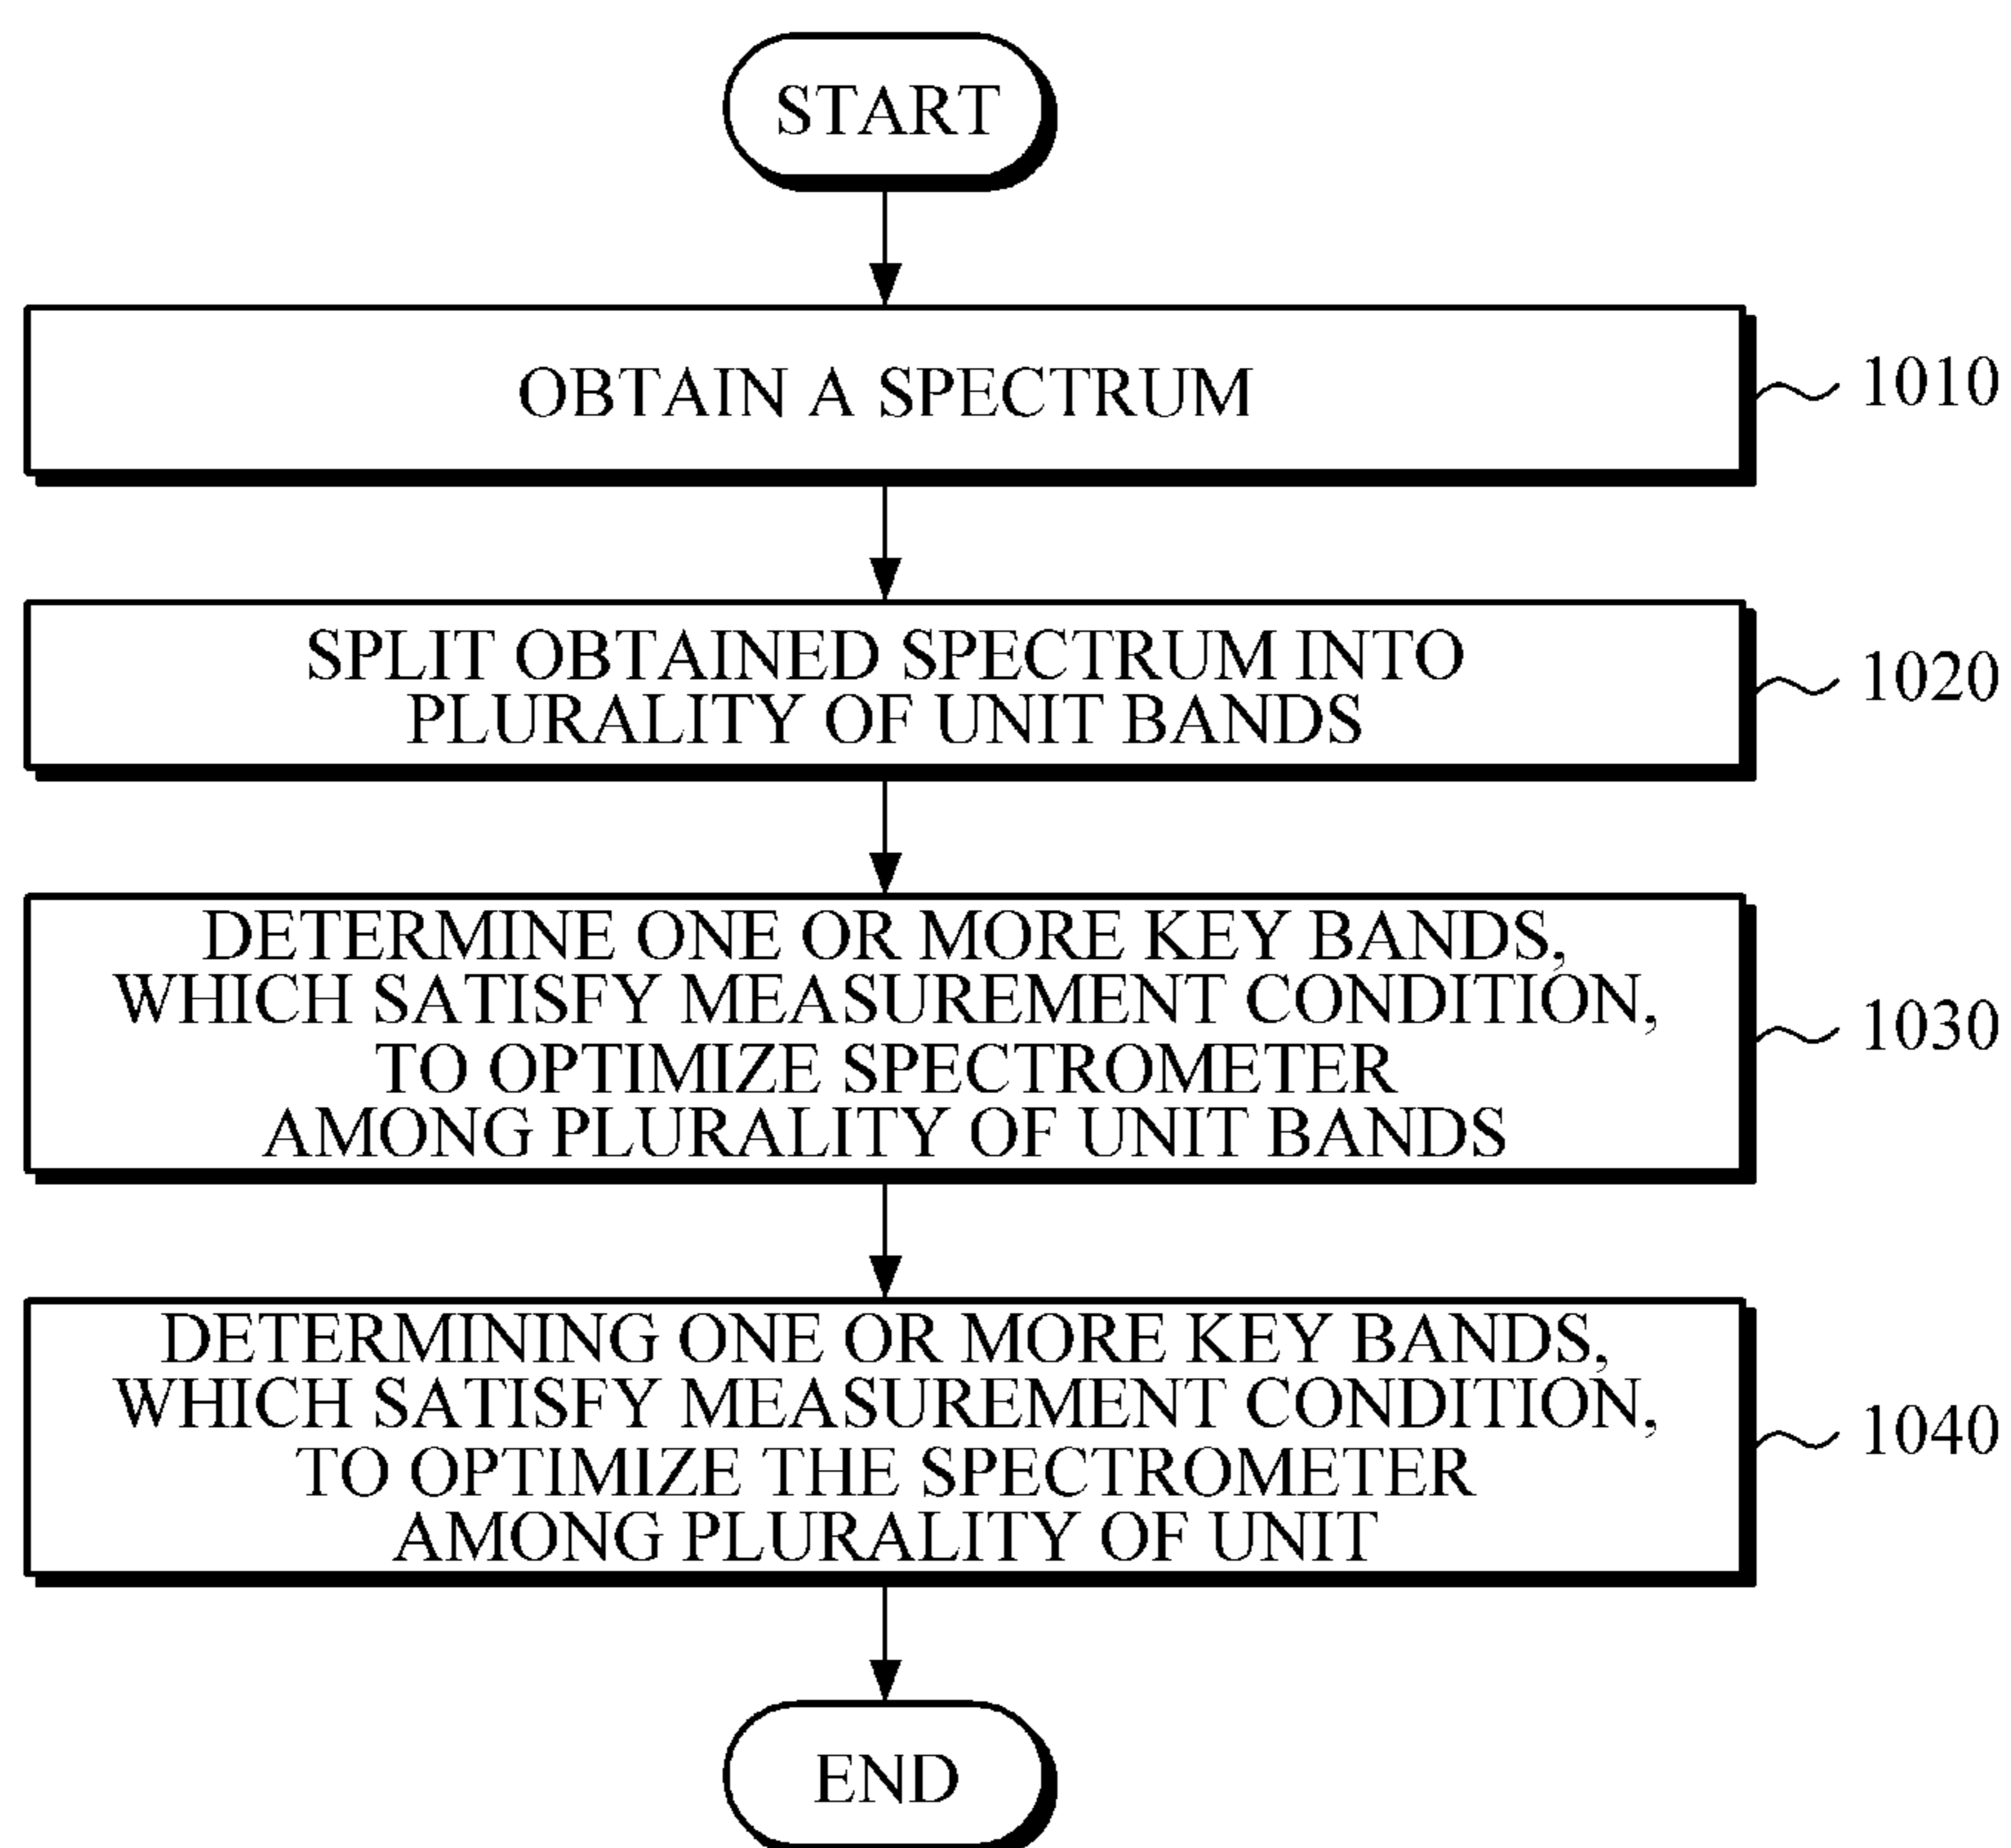 START
OBTAIN A SPECTRUM
1010
SPLIT OBTAINED SPECTRUM INTO
PLURALITY OF UNIT BANDS
1020
DETERMINE ONE OR MORE KEY BANDS,
WHICH SATISFY MEASUREMENT CONDITION,
TO OPTIMIZE SPECTROMETER
AMONG PLURALITY OF UNIT BANDS
1030
DETERMINING ONE OR MORE KEY BANDS,
WHICH SATISFY MEASUREMENT CONDITION,
TO OPTIMIZE THE SPECTROMETER
AMONG PLURALITY OF UNIT
1040
END